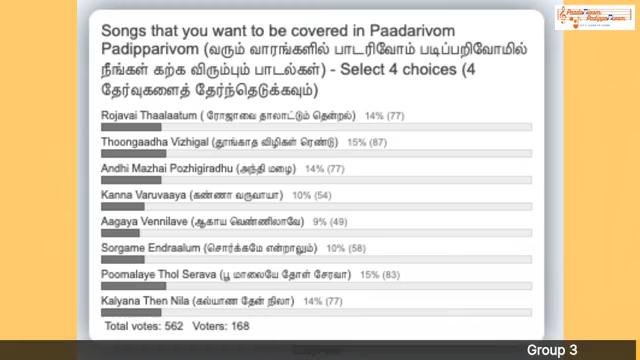 Paadarivom
Padipparivom
Songs that you want to be covered in Paadarivom
Padipparivom (வரும் வாரங்களில் பாடரிவோம் படிப்பறிவோமில்
நீங்கள் கற்க விரும்பும் பாடல்கள்) - Select 4 choices (4
தேர்வுகளைத் தேர்ந்தெடுக்கவும்)
Rojavai Thaalaatum ( ரோஜாவை தாலாட்டும் தென்றல்) 14% (77)
Thoongaadha Vizhigal (தூங்காத விழிகள் ரெண்டு) 15% (87)
Andhi Mazhai Pozhigiradhu (அந்தி மழை) 14% (77)
Kanna Varuvaaya (கண்ணா வருவாயா) 10% (54)
Aagaya Vennilave (ஆகாய வெண்ணிலாவே) 9% (49)
Sorgame Endraalum (சொர்க்கமே என்றாலும்) 10% (58)
Poomalaye Thol Serava (பூ மாலையே தோள் சேரவா) 15% (83)
Kalyana Then Nila (கல்யாண தேன் நிலா) 14% (77)
Total votes: 562 Voters: 168
Group 3